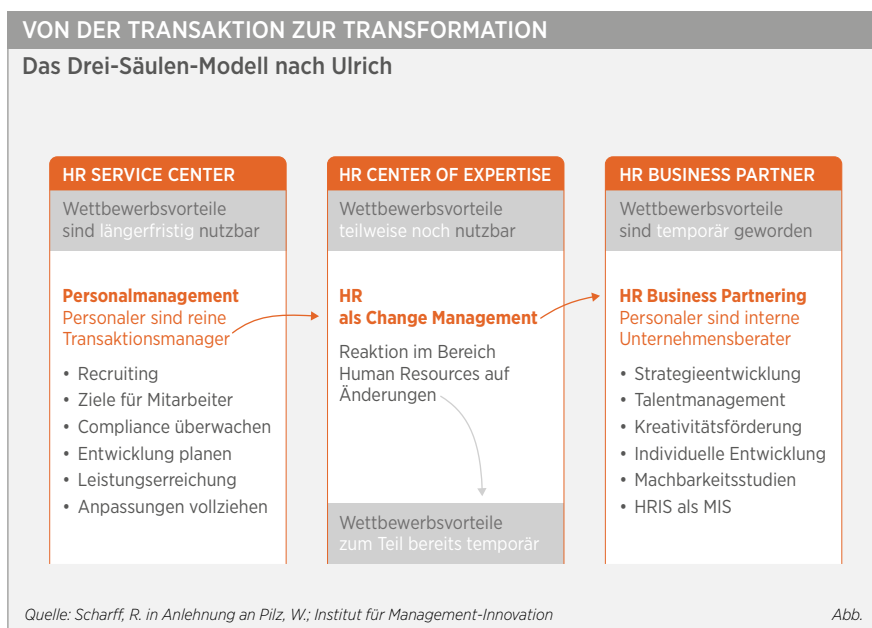 VON DER TRANSAKTION ZUR TRANSFORMATION
Das Drei-Säulen-Modell nach Ulrich
HR SERVICE CENTER
Wettbewerbsvorteile
sind längerfristig nutzbar
Personalmanagement
Personaler sind reine
Transaktionsmanager
• Recruiting
• Ziele für Mitarbeiter
• Compliance überwachen
• Entwicklung planen
• Leistungserreichung
• Anpassungen vollziehen
HR CENTER OF EXPERTISE
Wettbewerbsvorteile
teilweise noch nutzbar
HR
als Change Management
Reaktion im Bereich
Human Resources auf
Änderungen
Wettbewerbsvorteile
zum Teil bereits temporär
HR BUSINESS PARTNER
Wettbewerbsvorteile
sind temporär geworden
HR Business Partnering
Personaler sind interne
Unternehmensberater
• Strategieentwicklung
• Talentmanagement
• Kreativitätsförderung
• Individuelle Entwicklung
• Machbarkeitsstudien
• HRIS als MIS
Quelle: Scharff, R. in Anlehnung an Pilz, W.; Institut für Management-Innovation
Abb.